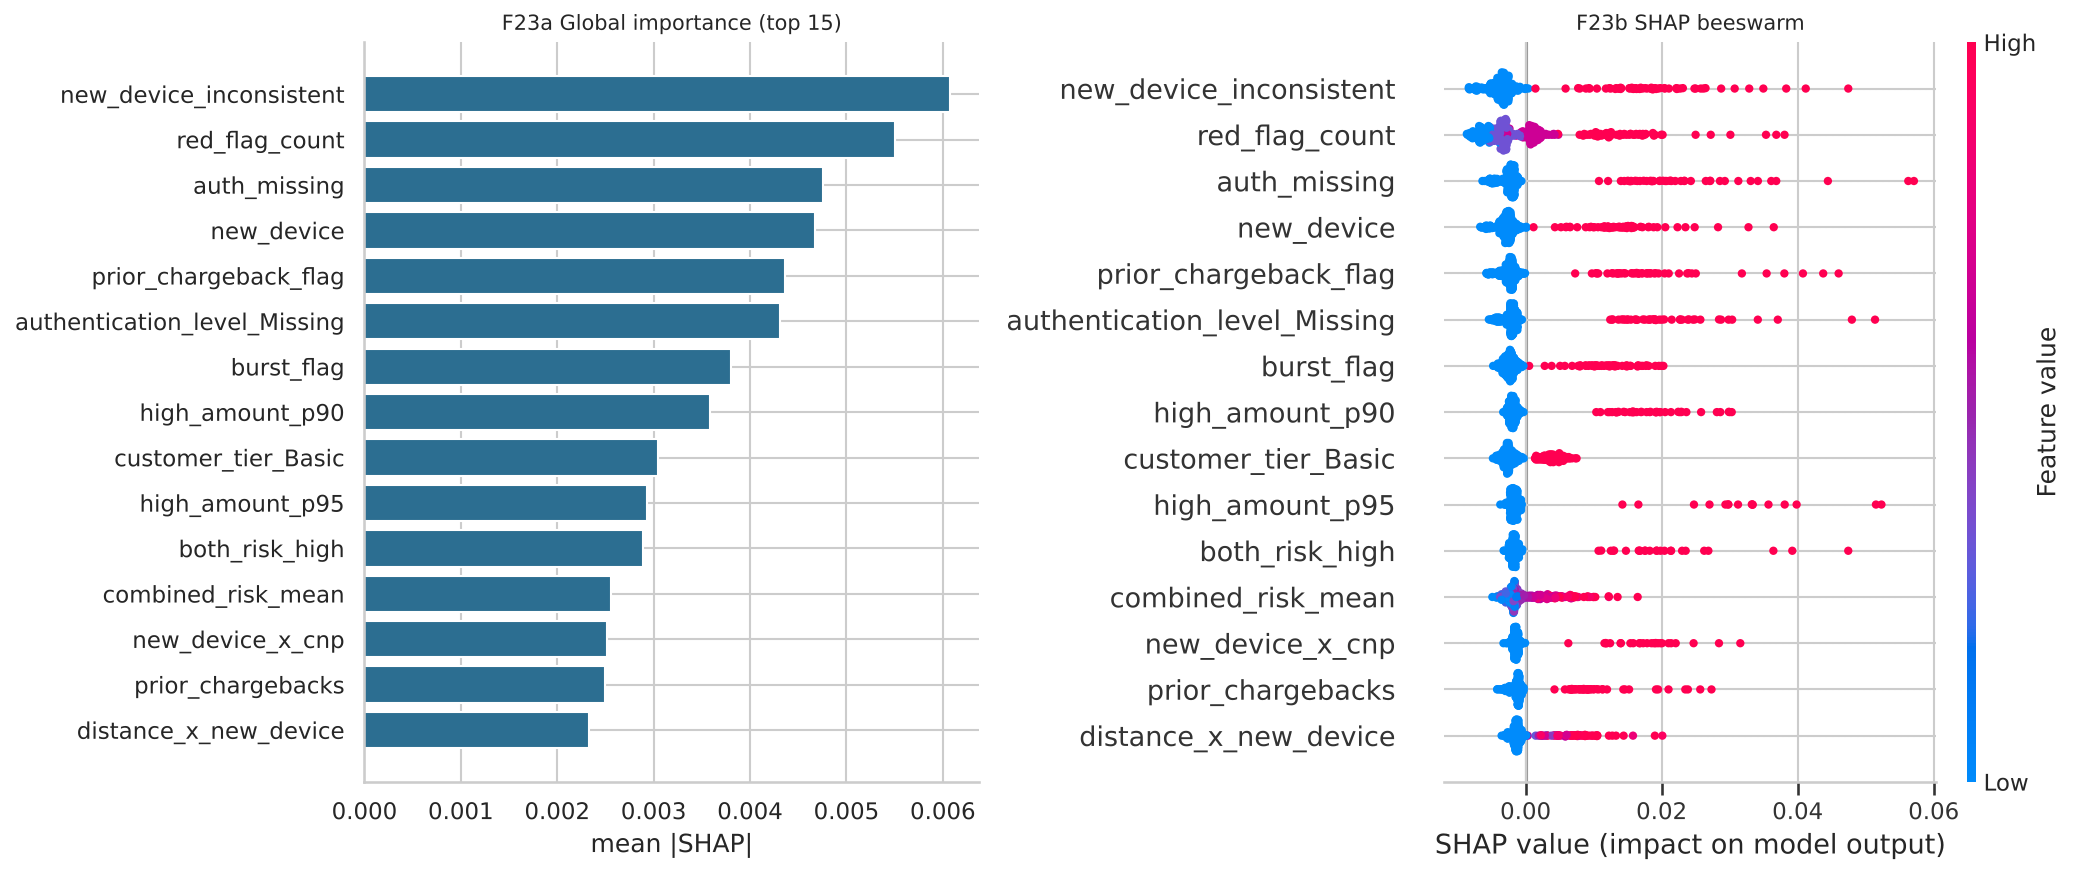 F23a Global importance (top 15)
new_device_inconsistent
red_flag_count
auth_missing
new_device
prior_chargeback_flag
authentication_level_Missing
burst_flag
high_amount_p90
customer_tier_Basic
high_amount_p95
both_risk_high
combined_risk_mean
new_device_x_cnp
prior_chargebacks
distance_x_new_device
0.000 0.001 0.002 0.003 0.004 0.005 0.006
mean |SHAP|
F23b SHAP beeswarm
new_device_inconsistent
red_flag_count
auth_missing
new_device
prior_chargeback_flag
authentication_level_Missing
burst_flag
high_amount_p90
customer_tier_Basic
high_amount_p95
both_risk_high
combined_risk_mean
new_device_x_cnp
prior_chargebacks
distance_x_new_device
0.00 0.02 0.04 0.06
SHAP value (impact on model output)
High
Feature value
Low